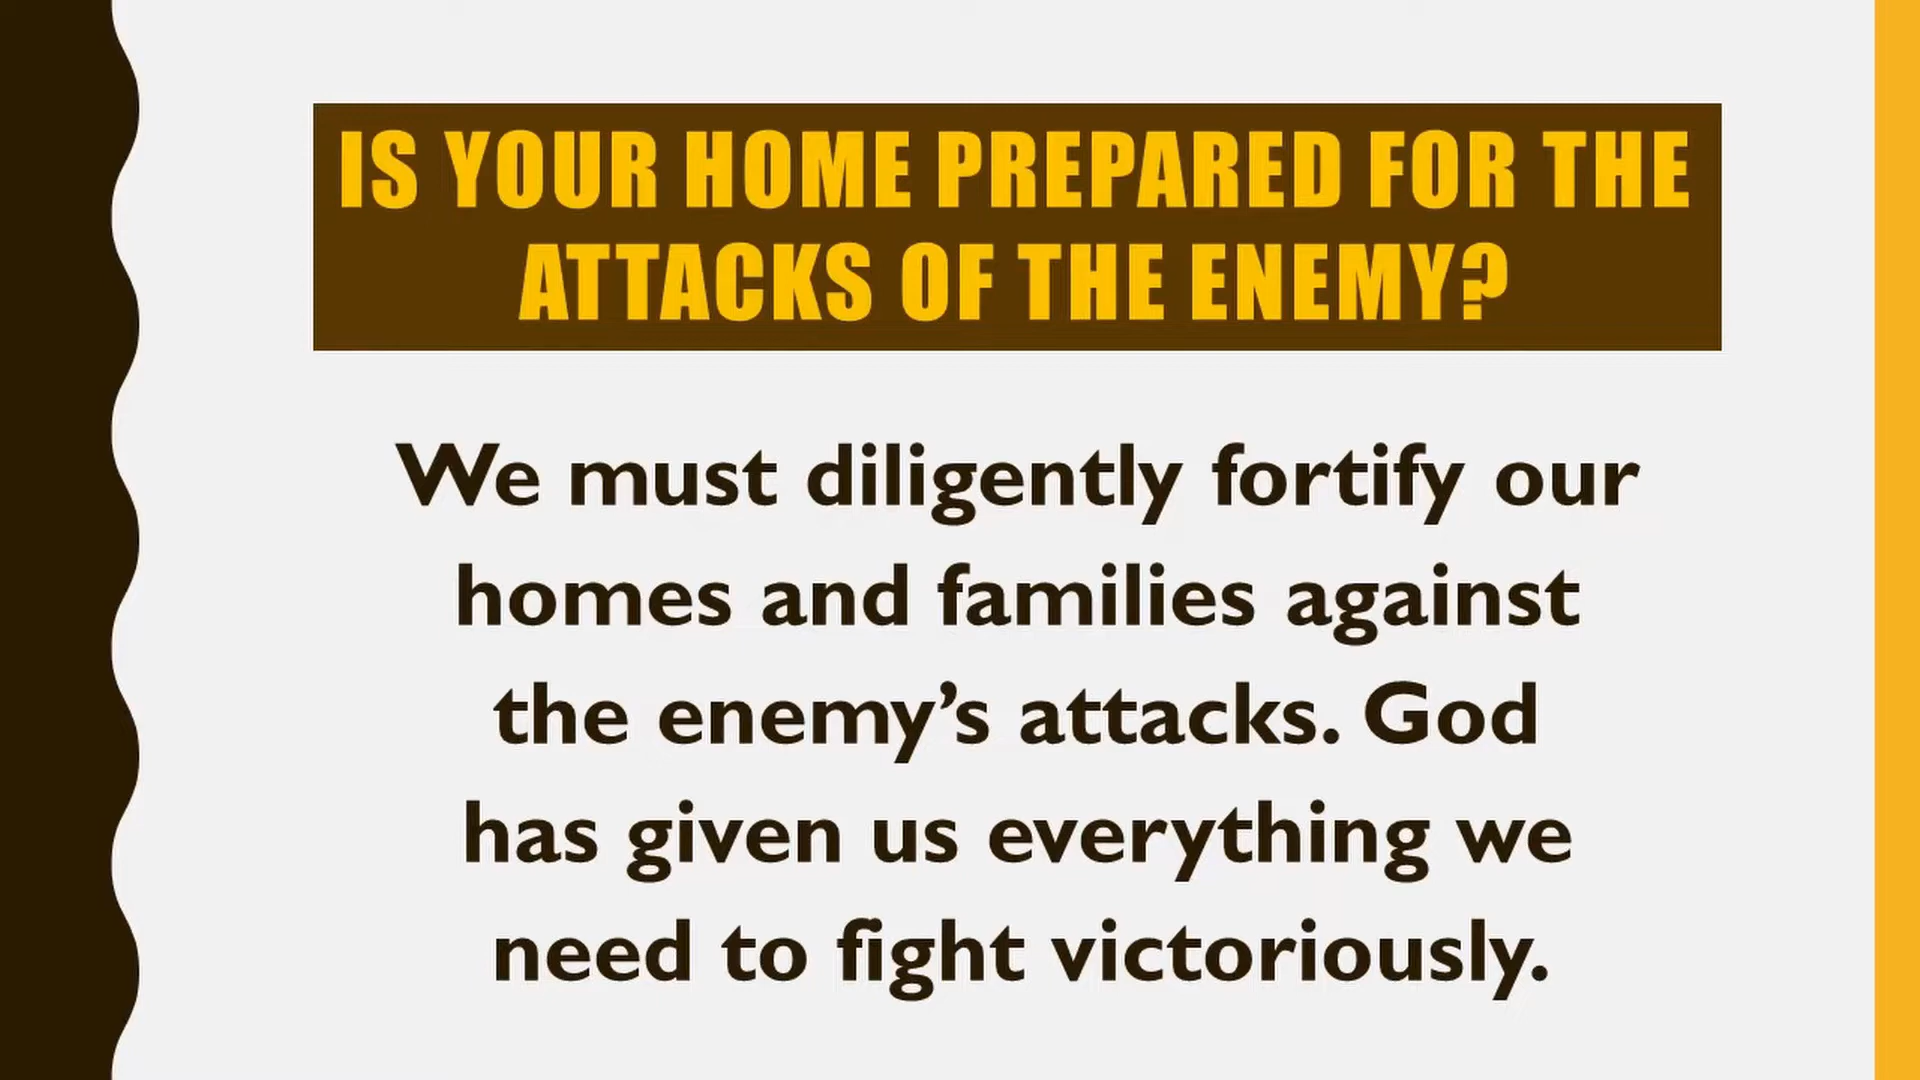 IS YOUR HOME PREPARED FOR THE
ATTACKS OF THE ENEMY?
We must diligently fortify our
homes and families against
the enemy’s attacks. God
has given us everything we
need to fight victoriously.